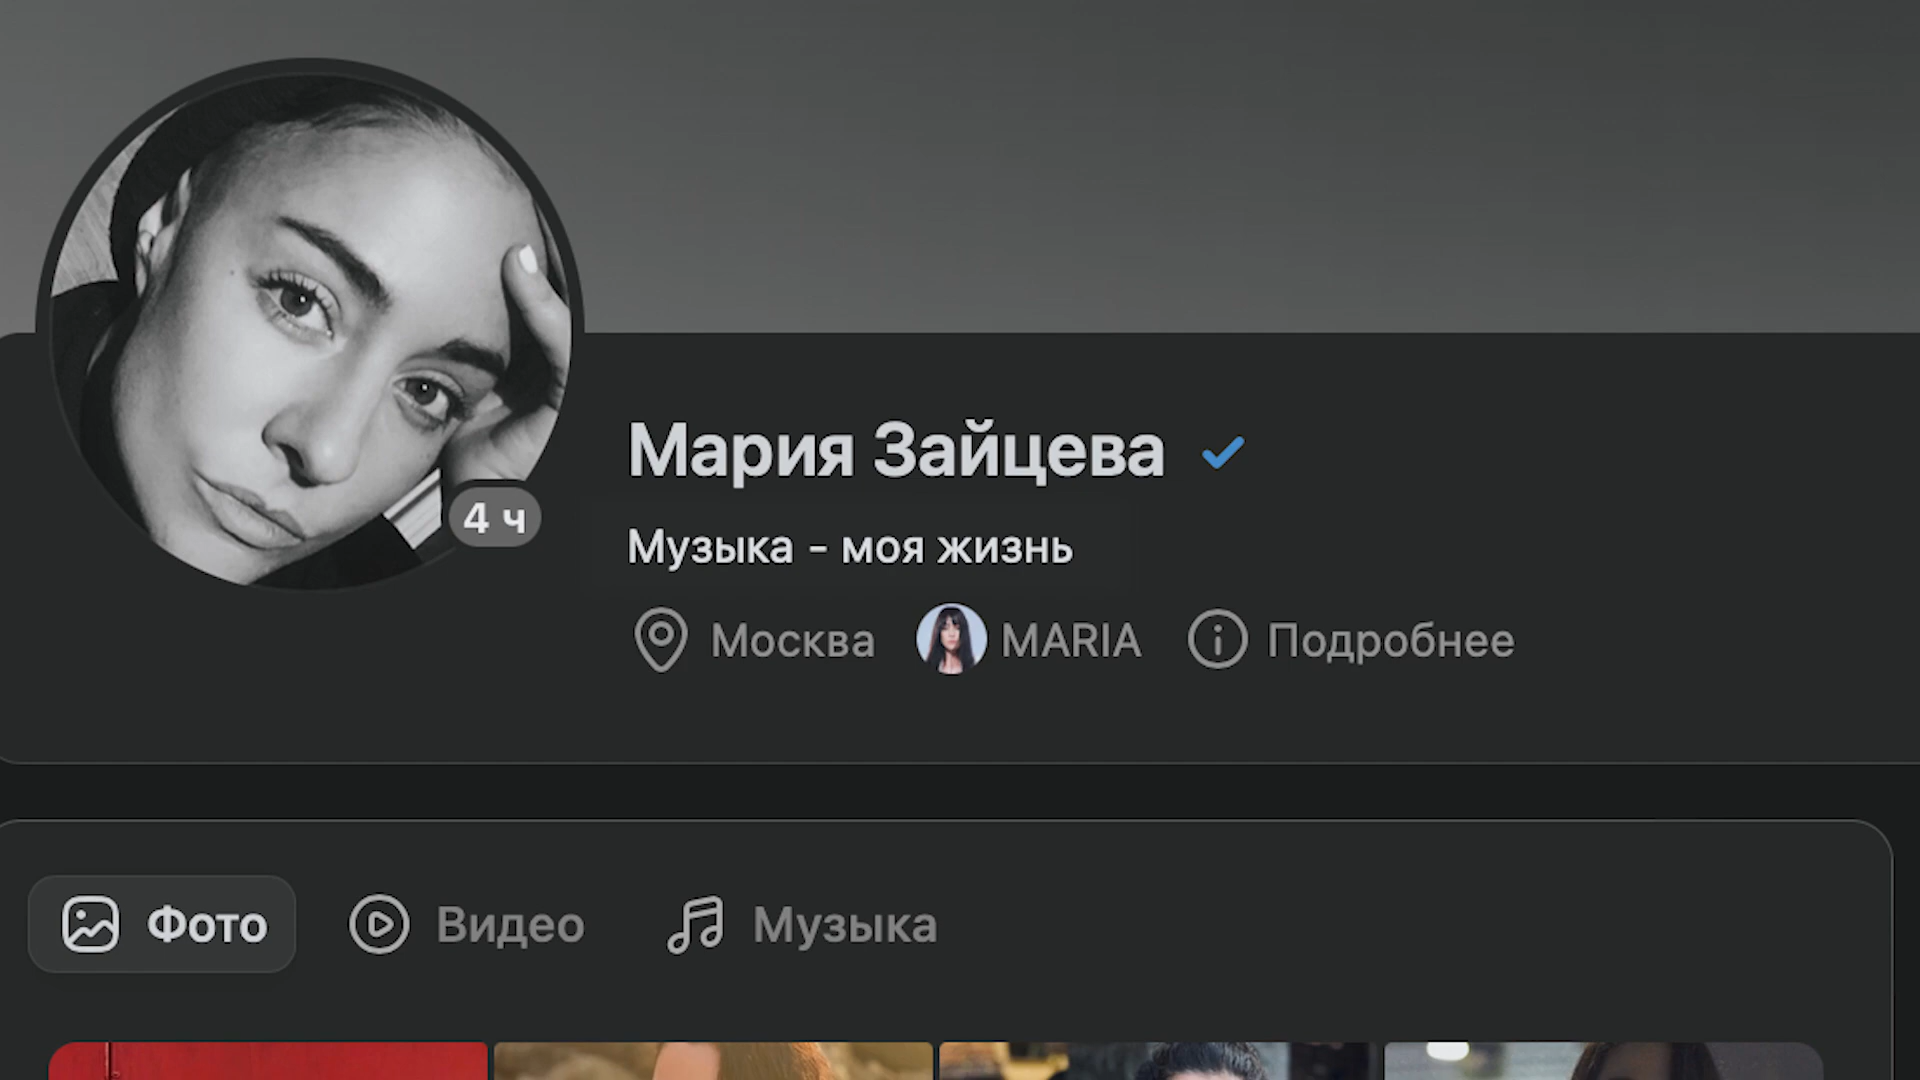 4 ч
Мария Зайцева
Музыка - моя жизнь
Москва MARIA Подробнее
Фото Видео Музыка